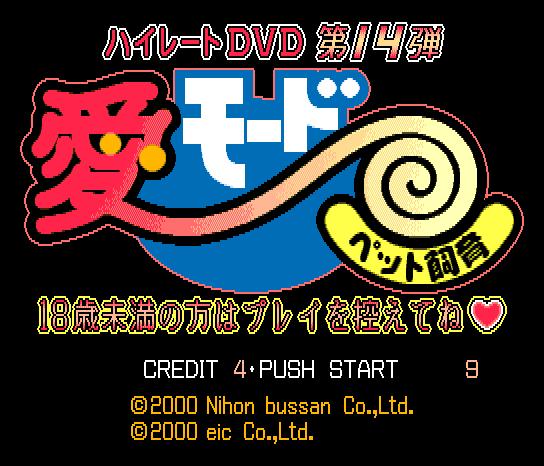 ハイレートDVD 第14弾
愛・モード
ペット飼育
18歳未満の方はプレイを控えてね♥
CREDIT 4・PUSH START 9
©2000 Nihon bussan Co.,Ltd.
©2000 eic Co.,Ltd.